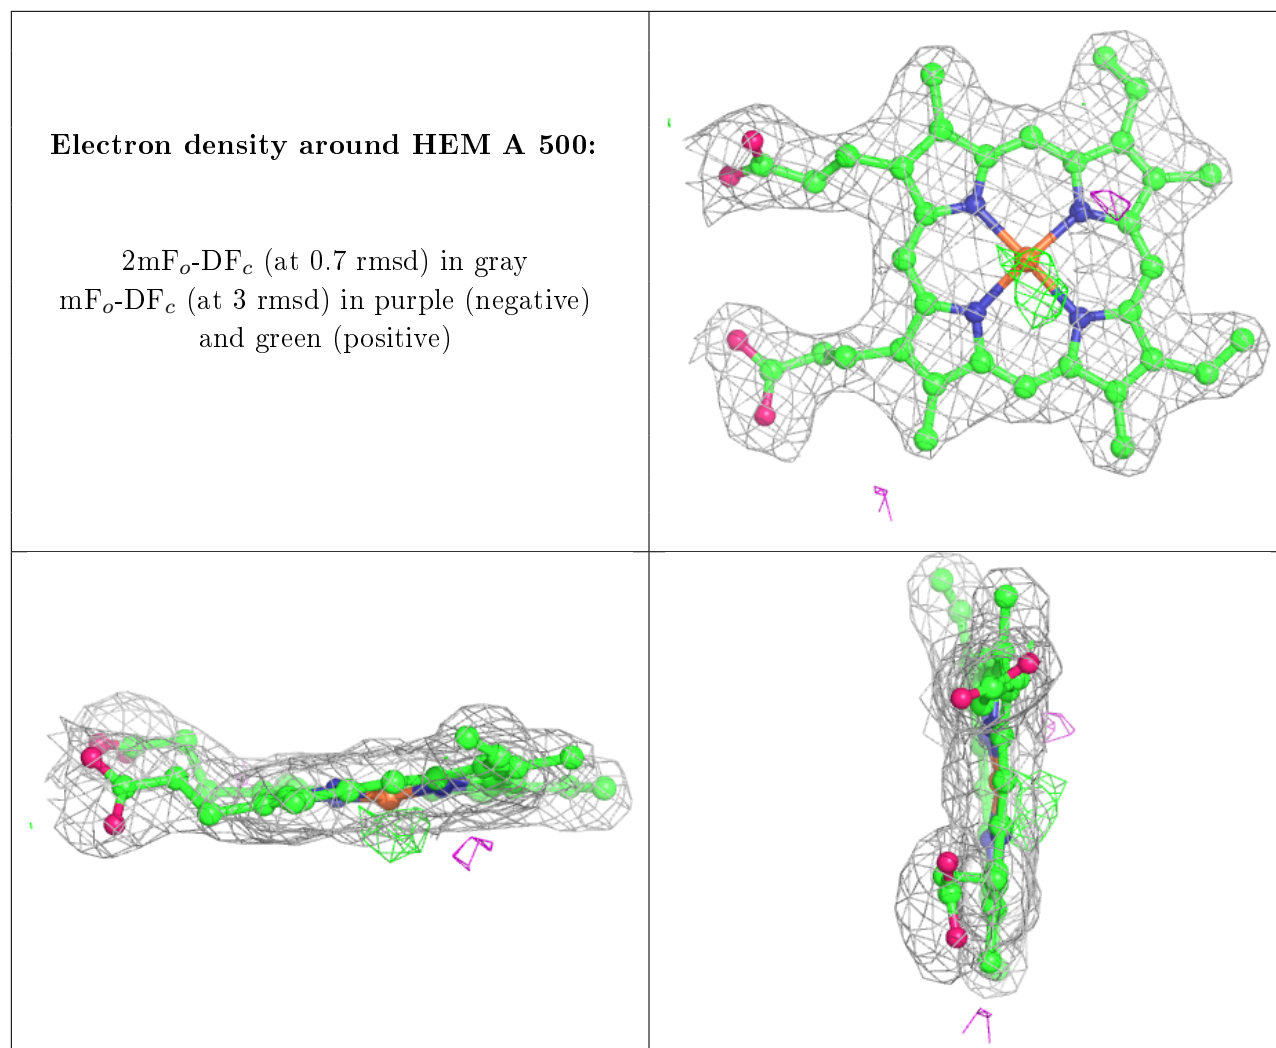 Electron density around HEM A 500:
2mFo-DFc (at 0.7 rmsd) in gray
mFo-DFc (at 3 rmsd) in purple (negative)
and green (positive)